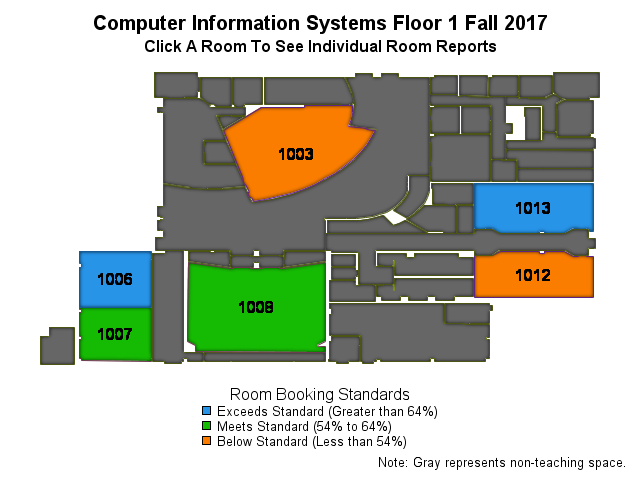 Computer Information Systems Floor 1 Fall 2017
Click A Room To See Individual Room Reports
1003
1013
1006
1012
1008
1007
Room Booking Standards
Exceeds Standard (Greater than 64%)
Meets Standard (54% to 64%)
Below Standard (Less than 54%)
Note: Gray represents non-teaching space.